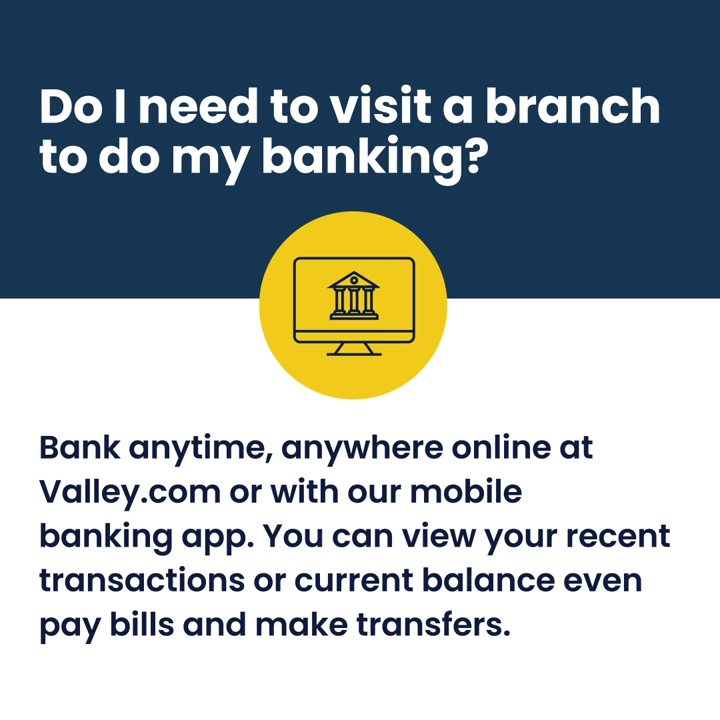 Do I need to visit a branch
to do my banking?
Bank anytime, anywhere online at
Valley.com or with our mobile
banking app. You can view your recent
transactions or current balance even
pay bills and make transfers.